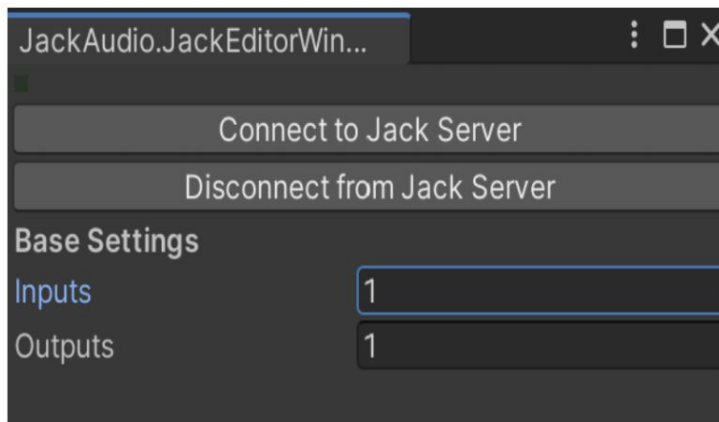 JackAudio.JackEditorWin...
Connect to Jack Server
Disconnect from Jack Server
Base Settings
Inputs 1
Outputs 1